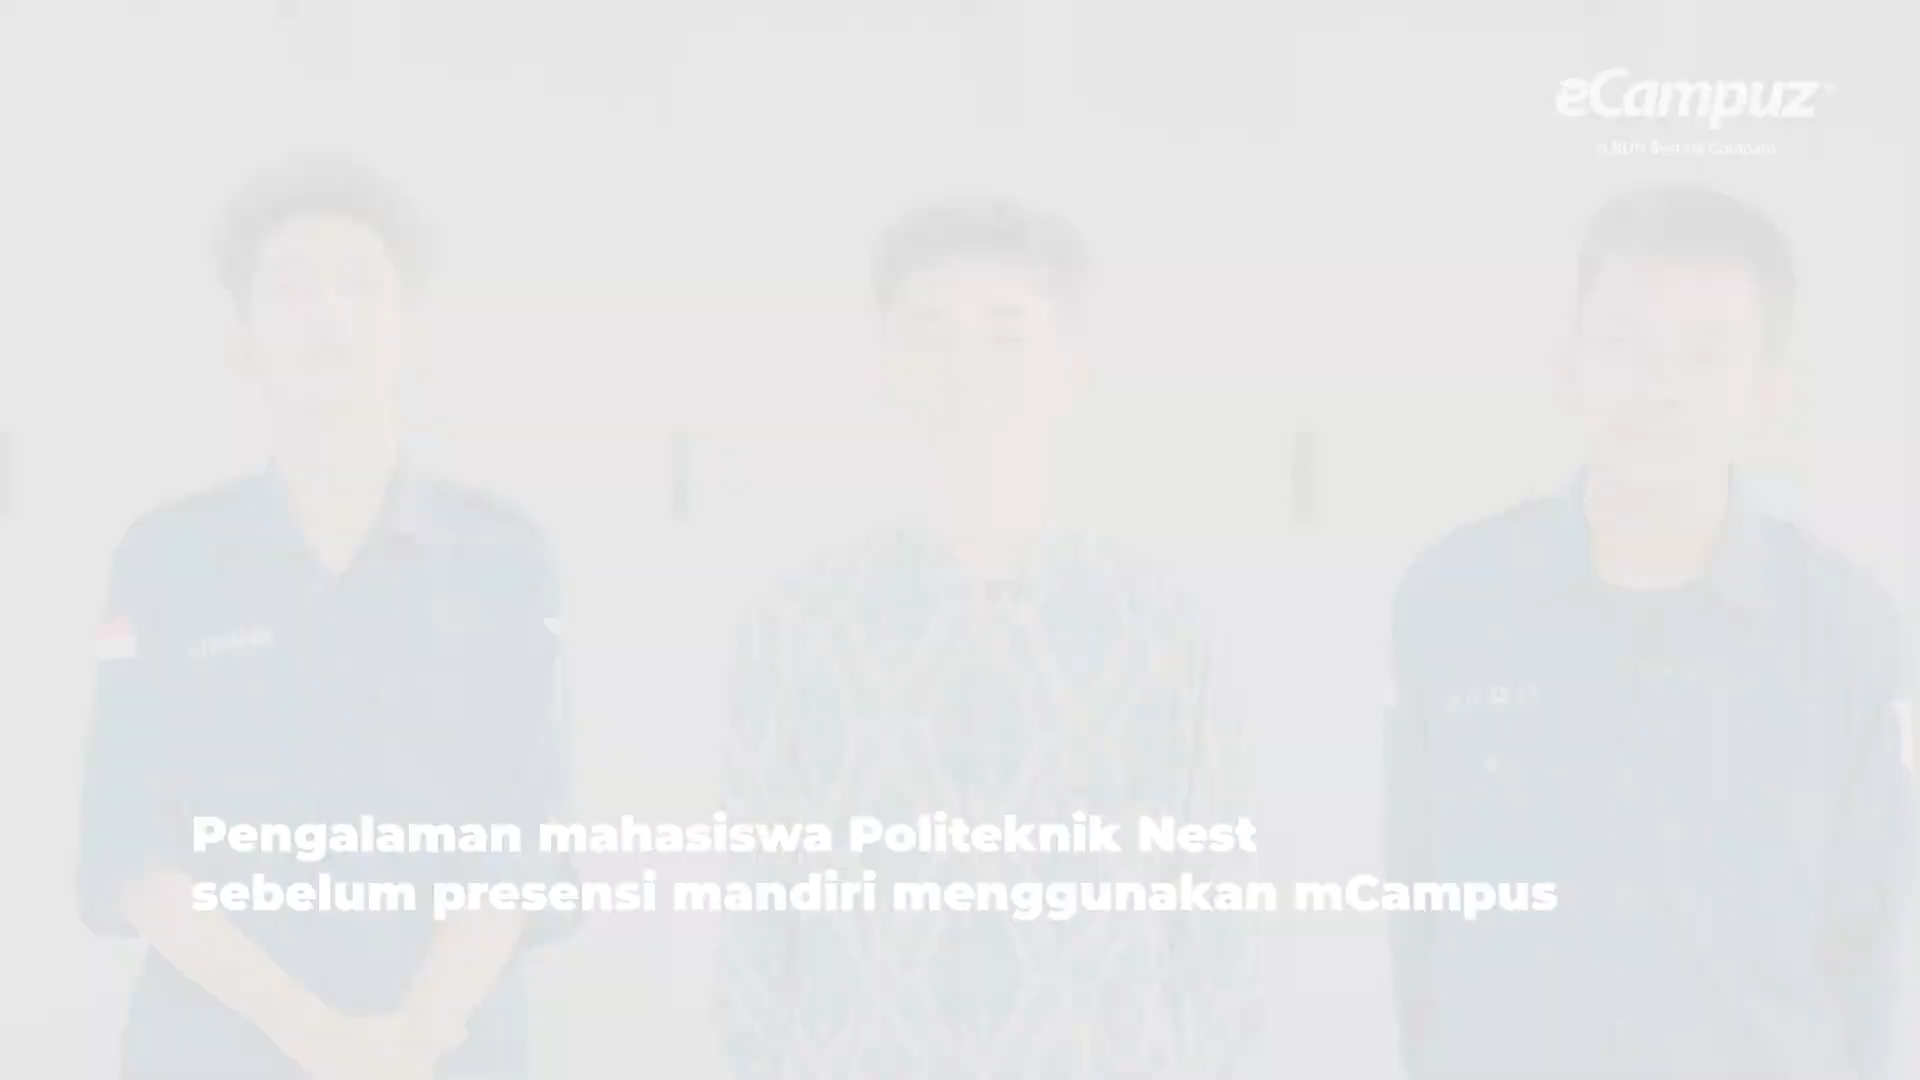 eCampuz
Pengalaman mahasiswa Politeknik Nest
sebelum presensi mandiri menggunakan mCampus